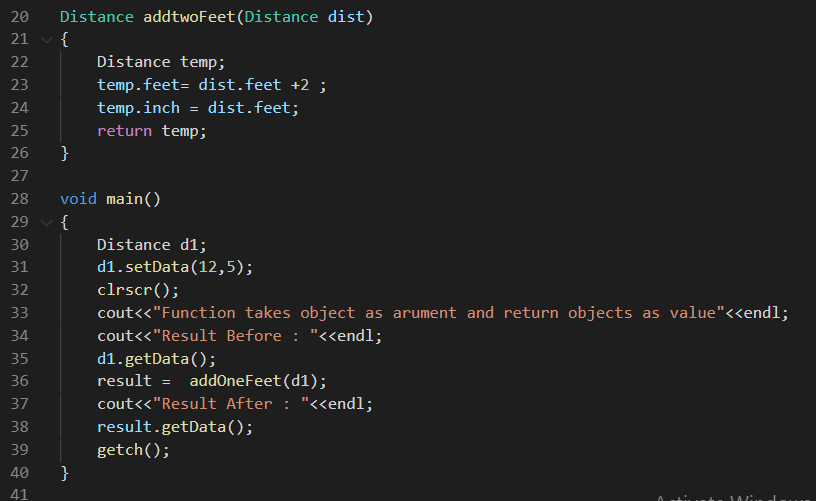 20 Distance addtwoFeet(Distance dist)
21 {
22 Distance temp;
23 temp.feet= dist.feet +2 ;
24 temp.inch = dist.feet;
25 return temp;
26 }
27
28 void main()
29 {
30 Distance d1;
31 d1.setData(12,5);
32 clrscr();
33 cout<<"Function takes object as arument and return objects as value"<<endl;
34 cout<<"Result Before : "<<endl;
35 d1.getData();
36 result =  addOneFeet(d1);
37 cout<<"Result After : "<<endl;
38 result.getData();
39 getch();
40 }
41
Activate Windows